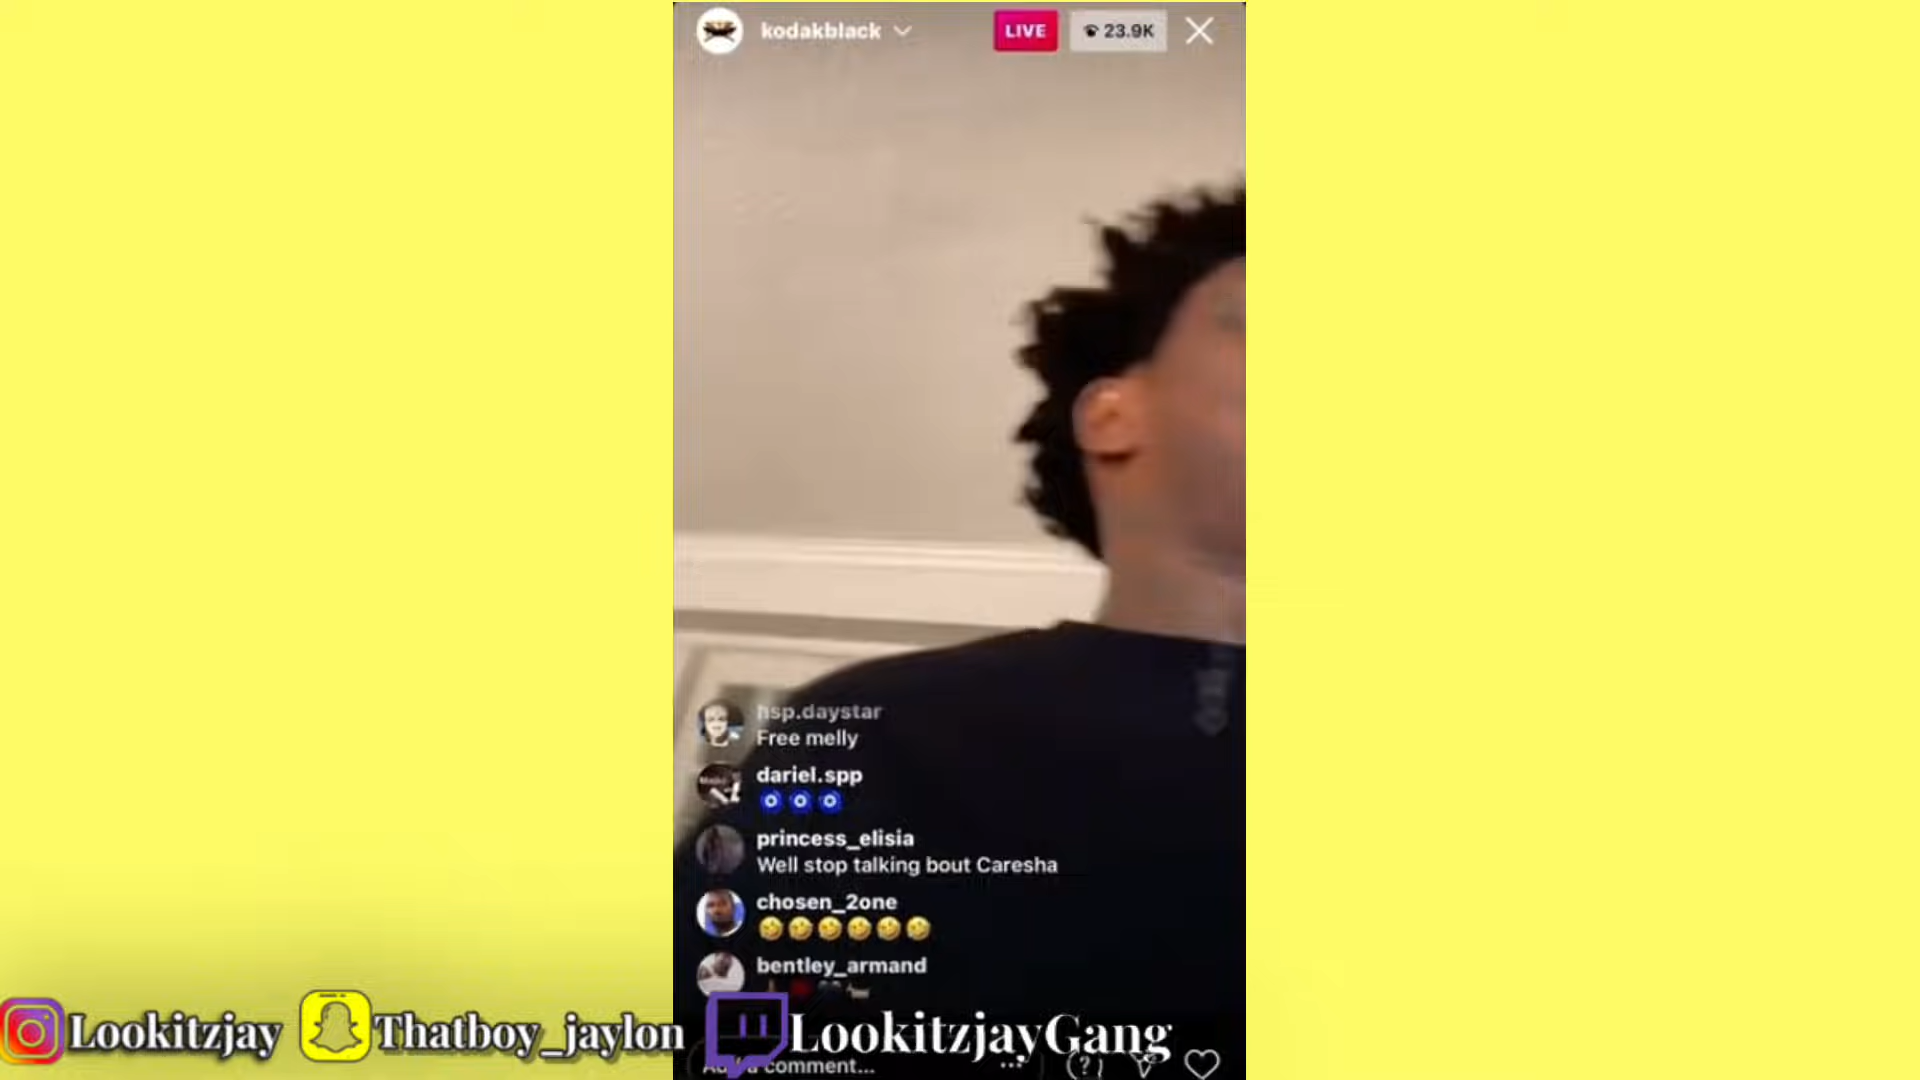 kodakblack
LIVE
23.9K
hsp.daystar
Free melly
dariel.spp
princess_elisia
Well stop talking bout Caresha
chosen_2one
bentley_armand
Lookitzjay
Thatboy_jaylon
LookitzjayGang
comment...